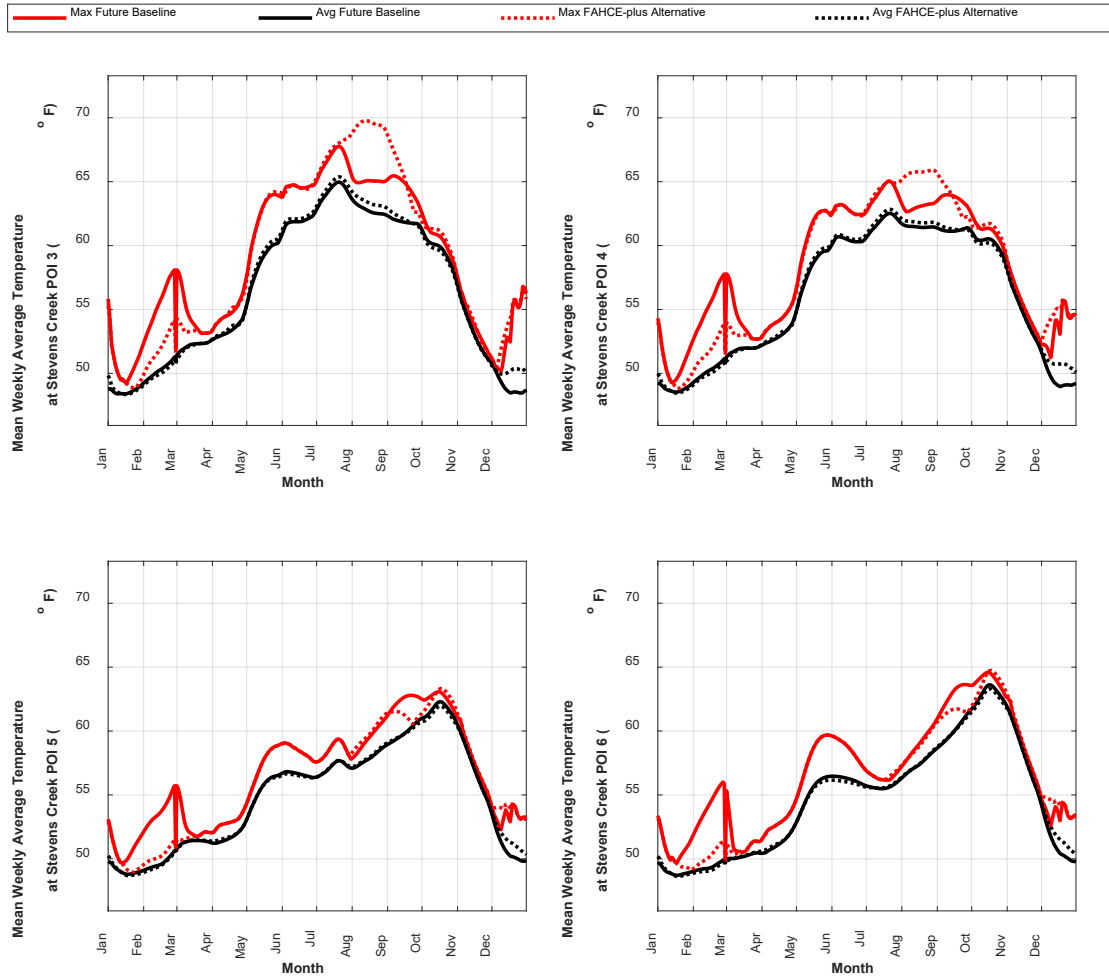 Max Future Baseline
Avg Future Baseline
Max FAHCE-plus Alternative
Avg FAHCE-plus Alternative
Mean Weekly Average Temperature
at Stevens Creek POI 3 (
o F)
70
65
60
55
50
Jan
Feb
Mar
Apr
May
Jun
Jul
Aug
Sep
Oct
Nov
Dec
Month
Mean Weekly Average Temperature
at Stevens Creek POI 4 (
o F)
70
65
60
55
50
Jan
Feb
Mar
Apr
May
Jun
Jul
Aug
Sep
Oct
Nov
Dec
Month
Mean Weekly Average Temperature
at Stevens Creek POI 5 (
o F)
70
65
60
55
50
Jan
Feb
Mar
Apr
May
Jun
Jul
Aug
Sep
Oct
Nov
Dec
Month
Mean Weekly Average Temperature
at Stevens Creek POI 6 (
o F)
70
65
60
55
50
Jan
Feb
Mar
Apr
May
Jun
Jul
Aug
Sep
Oct
Nov
Dec
Month